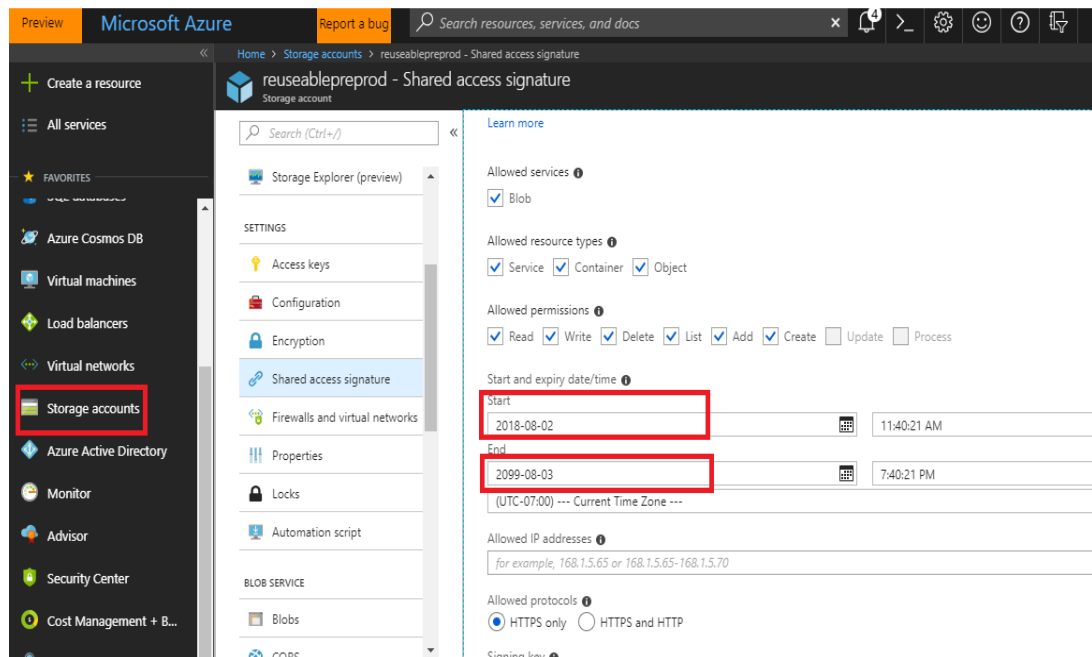 Preview
Microsoft Azure
Report a bug
Search resources, services, and docs
4
Home > Storage accounts > reuseablepreprod - Shared access signature
reuseablepreprod - Shared access signature
Storage account
Create a resource
All services
FAVORITES
Azure Cosmos DB
Virtual machines
Load balancers
Virtual networks
Storage accounts
Azure Active Directory
Monitor
Advisor
Security Center
Cost Management + B...
Search (Ctrl+/)
Storage Explorer (preview)
SETTINGS
Access keys
Configuration
Encryption
Shared access signature
Firewalls and virtual networks
Properties
Locks
Automation script
BLOB SERVICE
Blobs
CORS
Learn more
Allowed services
Blob
Allowed resource types
Service Container Object
Allowed permissions
Read Write Delete List Add Create Update Process
Start and expiry date/time
Start
2018-08-02 11:40:21 AM
End
2099-08-03 7:40:21 PM
(UTC-07:00) --- Current Time Zone ---
Allowed IP addresses
for example, 168.1.5.65 or 168.1.5.65-168.1.5.70
Allowed protocols
HTTPS only HTTPS and HTTP
Signing key